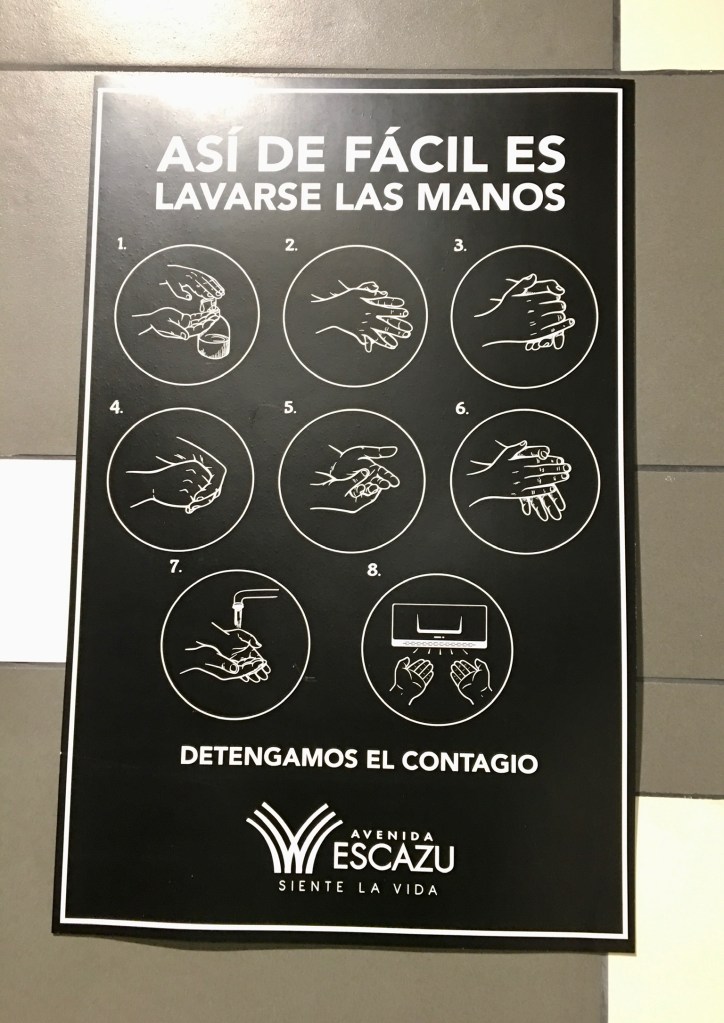 ASÍ DE FÁCIL ES
LAVARSE LAS MANOS
1.
2.
3.
4.
5.
6.
7.
8.
DETENGAMOS EL CONTAGIO
AVENIDA
ESCAZU
SIENTE LA VIDA